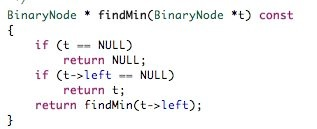 */
BinaryNode * findMin(BinaryNode *t) const
{
if (t == NULL)
return NULL;
if (t->left == NULL)
return t;
return findMin(t->left);
}